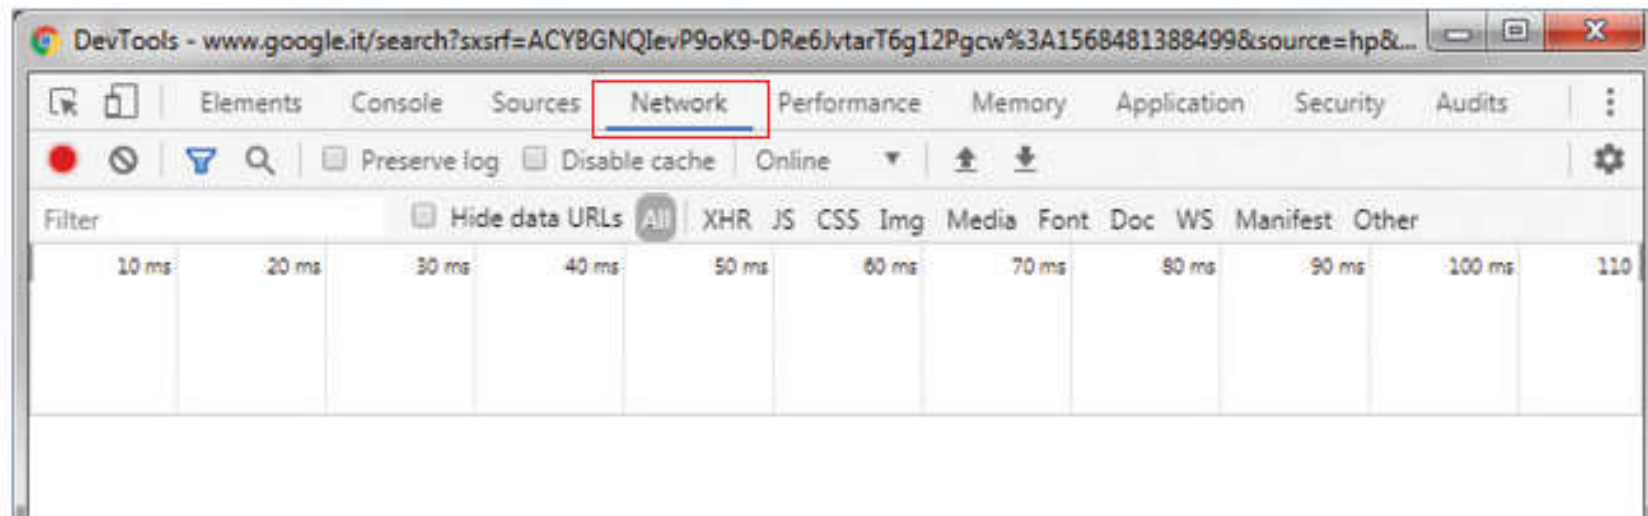 DevTools - www.google.it/search?sxsrf=ACYBGNQIevP9oK9-DRe6JvtarT6g12Pgcw%3A1568481388499&source=hp&...
Elements Console Sources Network Performance Memory Application Security Audits
Preserve log Disable cache Online
Filter Hide data URLs All XHR JS CSS Img Media Font Doc WS Manifest Other
10 ms 20 ms 30 ms 40 ms 50 ms 60 ms 70 ms 80 ms 90 ms 100 ms 110